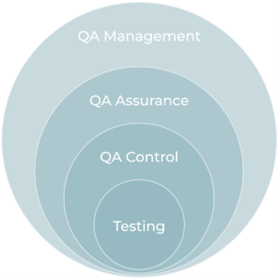 QA Management
QA Assurance
QA Control
Testing